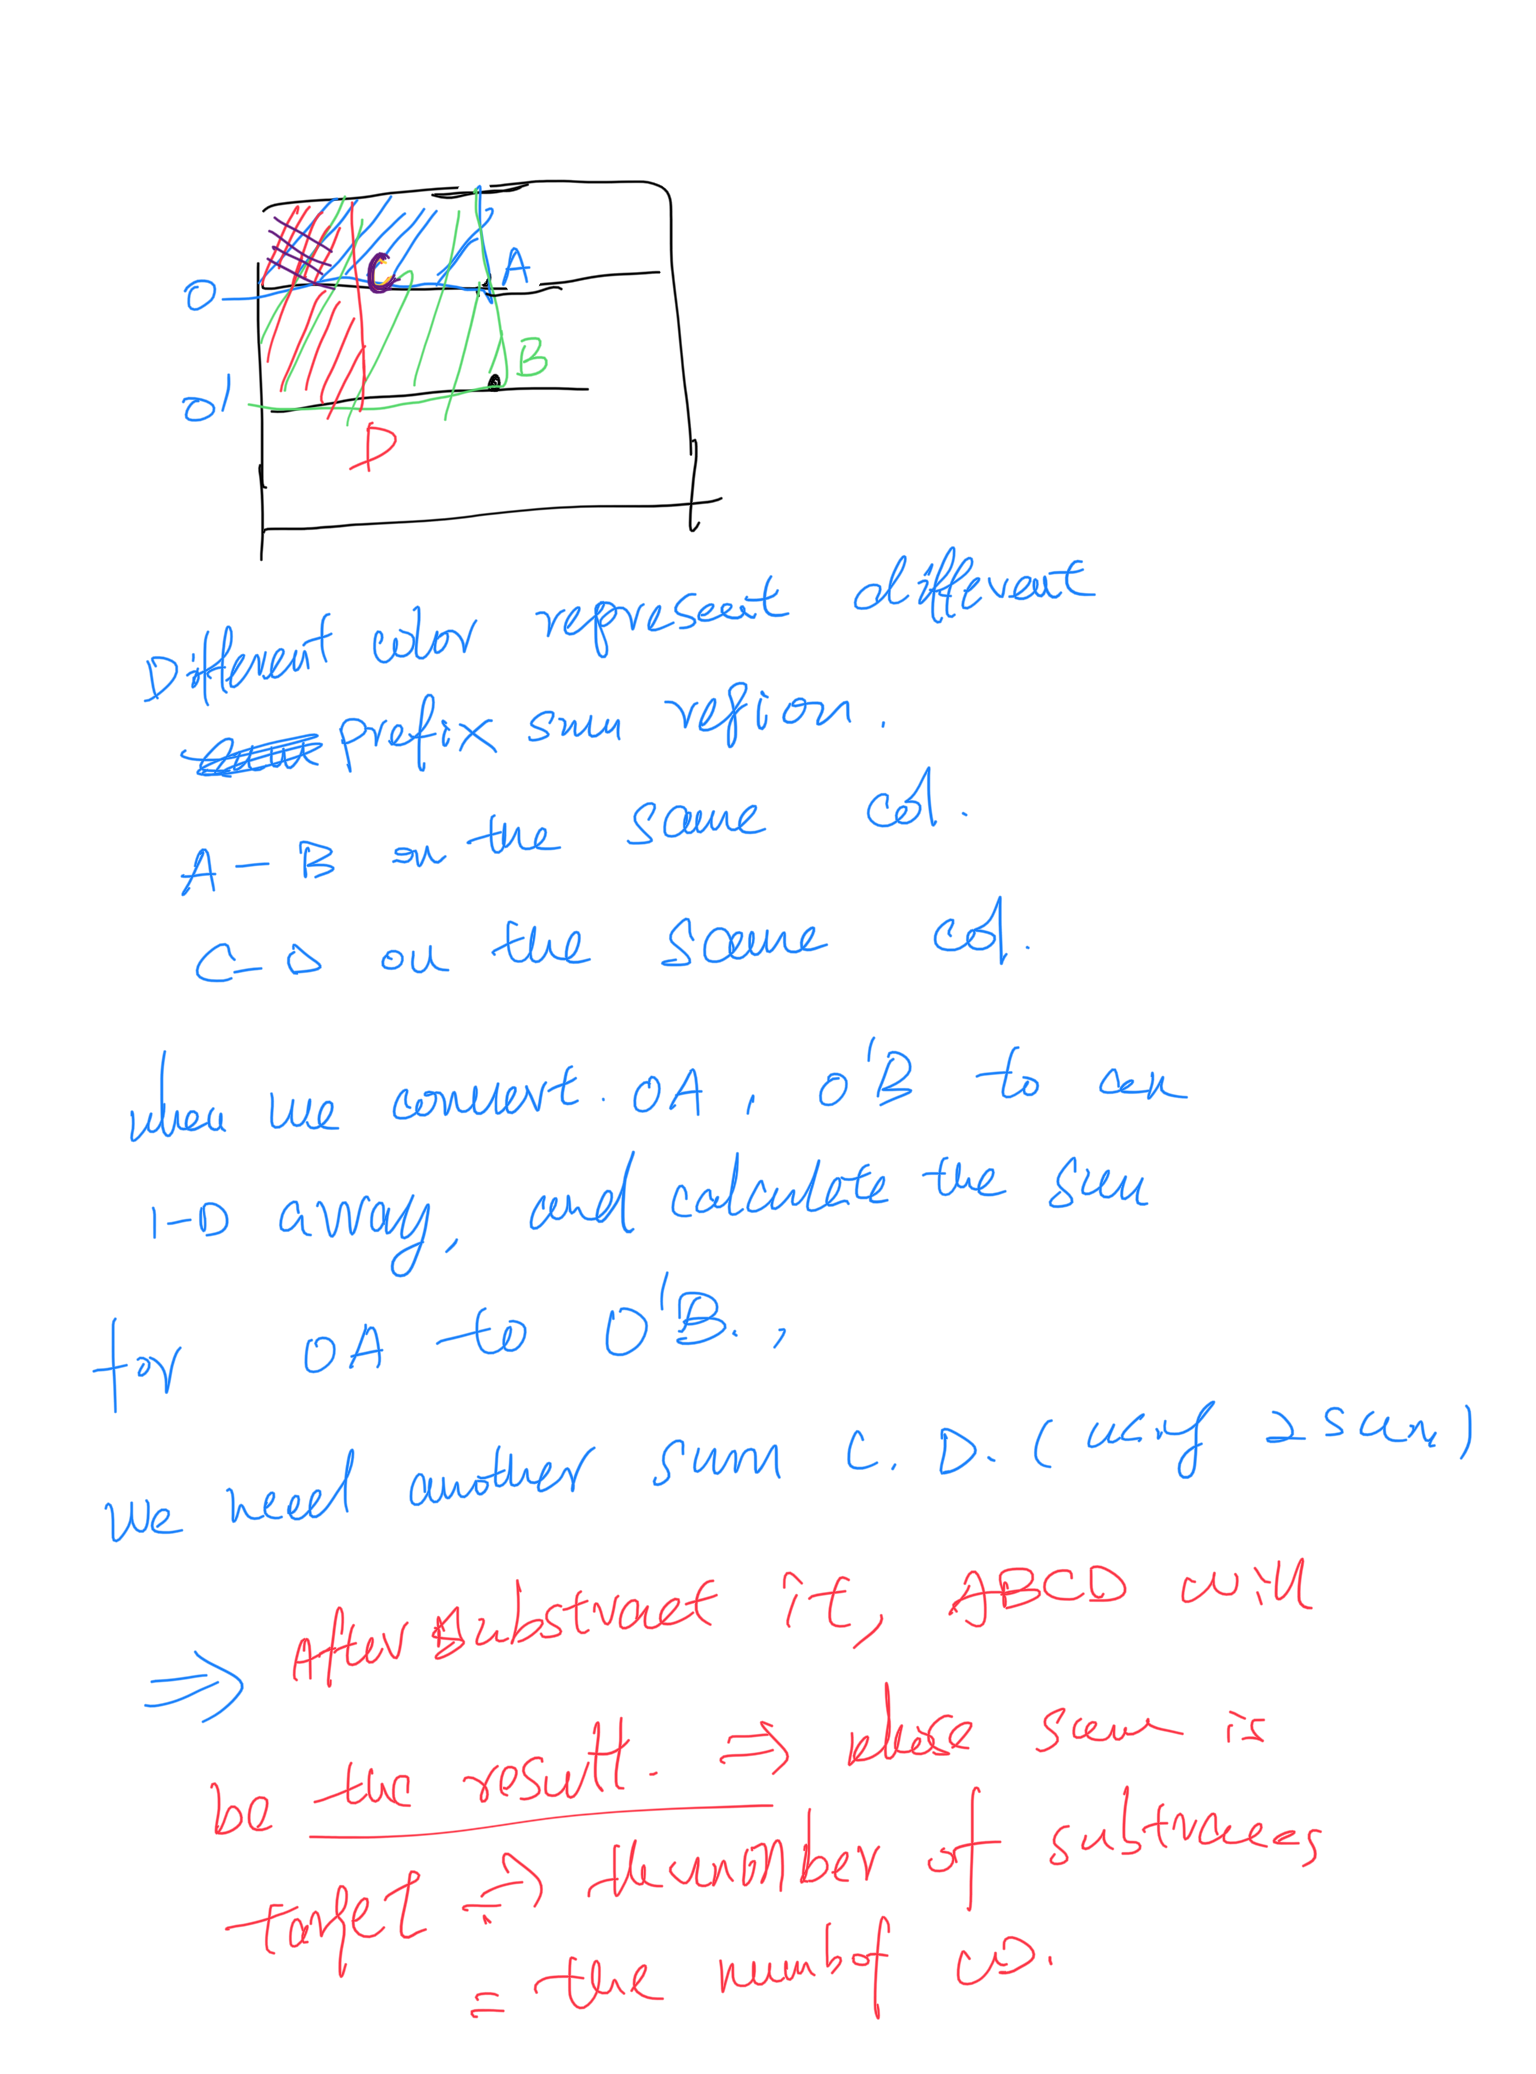 O
A
C
B
O'
D
Different color represent different
prefix sum region.
A - B on the same col.
C - D on the same col.
when we convert. OA, O'B to an
1-D array, and calculate the sum
for OA to O'B.,
we need another sum C. D. (using 2 sum)
⇒ After substract it, ABCD will
be the result. ⇒ whose sum is
target ⇒ the number of
= the numb of CD.